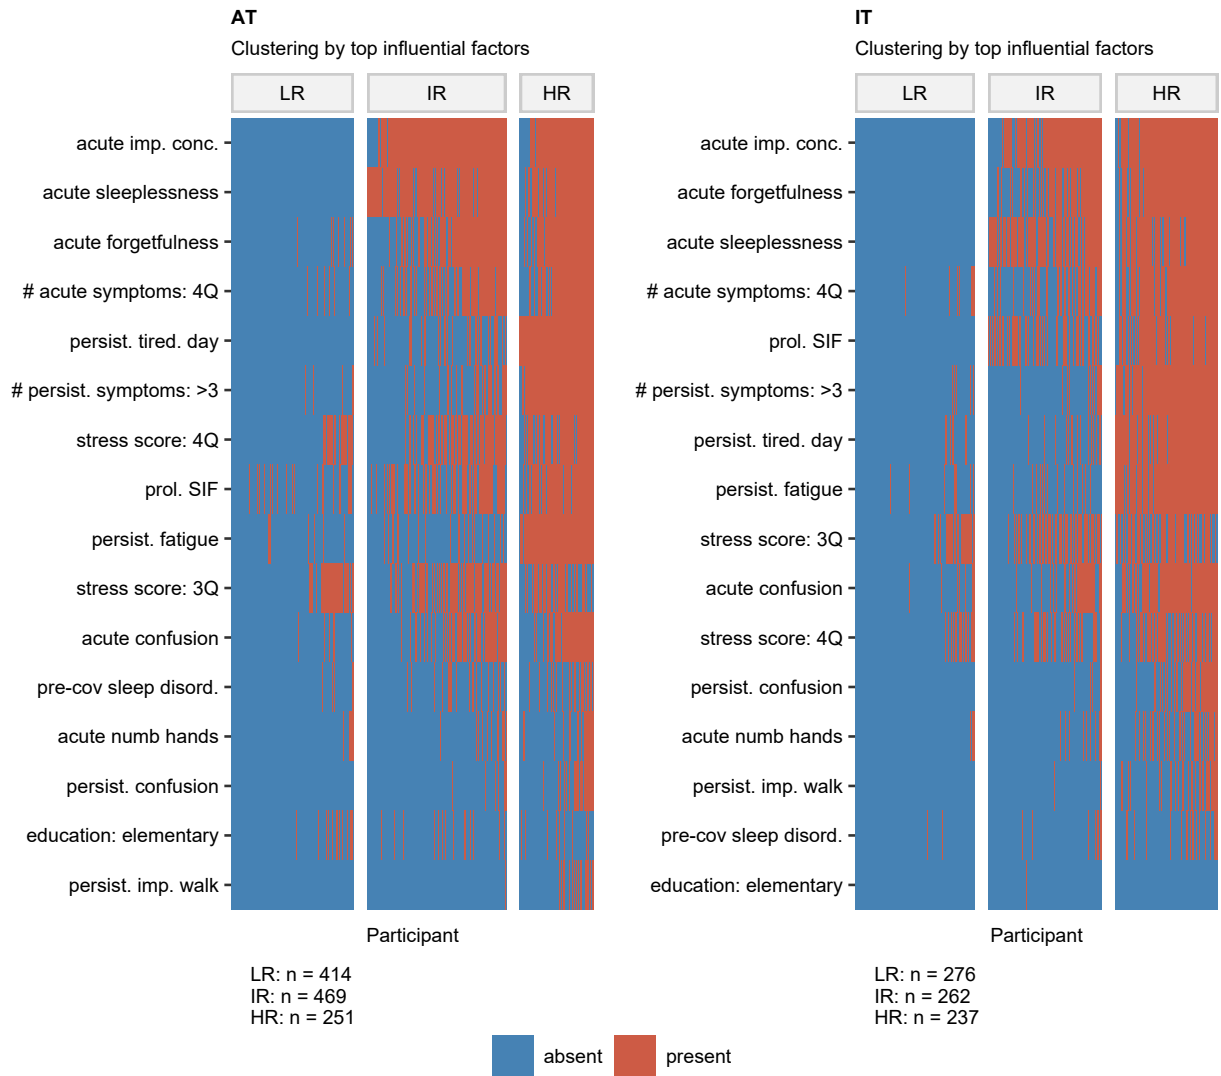 AT
Clustering by top influential factors
LR
IR
HR
acute imp. conc.
acute sleeplessness
acute forgetfulness
# acute symptoms: 4Q
persist. tired. day
# persist. symptoms: >3
stress score: 4Q
prol. SIF
persist. fatigue
stress score: 3Q
acute confusion
pre-cov sleep disord.
acute numb hands
persist. confusion
education: elementary
persist. imp. walk
Participant
LR: n = 414
IR: n = 469
HR: n = 251
IT
Clustering by top influential factors
LR
IR
HR
acute imp. conc.
acute forgetfulness
acute sleeplessness
# acute symptoms: 4Q
prol. SIF
# persist. symptoms: >3
persist. tired. day
persist. fatigue
stress score: 3Q
acute confusion
stress score: 4Q
persist. confusion
acute numb hands
persist. imp. walk
pre-cov sleep disord.
education: elementary
Participant
LR: n = 276
IR: n = 262
HR: n = 237
absent
present